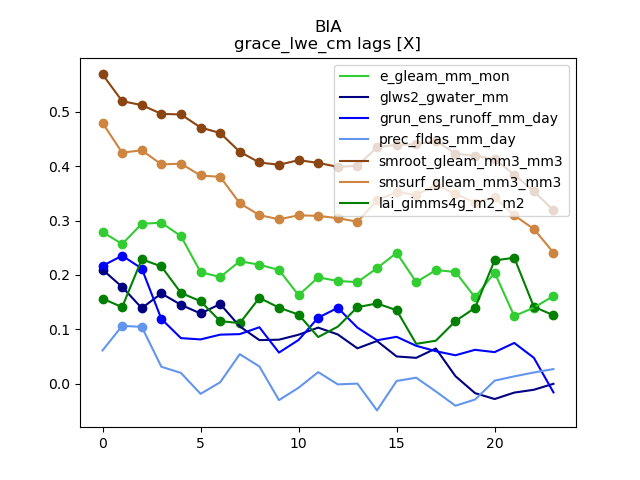 BIA
grace_lwe_cm lags [X]
e_gleam_mm_mon
glws2_gwater_mm
grun_ens_runoff_mm_day
prec_fldas_mm_day
smroot_gleam_mm3_mm3
smsurf_gleam_mm3_mm3
lai_gimms4g_m2_m2
0.5
0.4
0.3
0.2
0.1
0.0
0 5 10 15 20